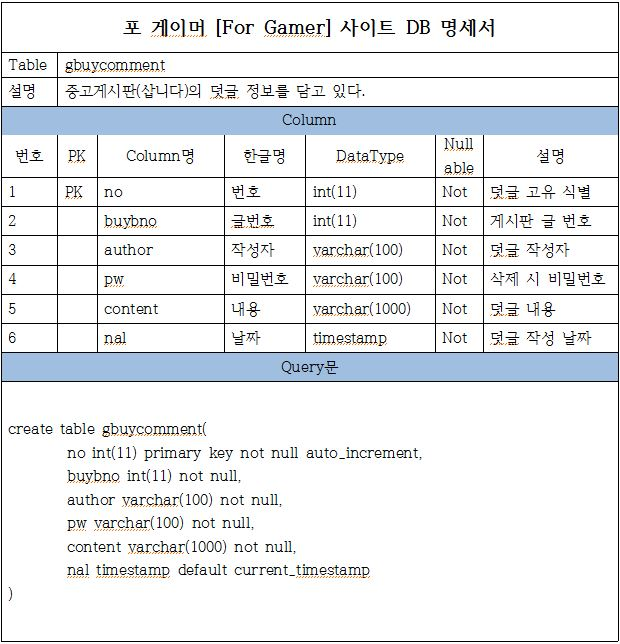 포 게이머 [For Gamer] 사이트 DB 명세서
Table gbuycomment
설명 중고게시판(삽니다)의 덧글 정보를 담고 있다.
Column
번호 PK Column명 한글명 DataType Null able 설명
1 PK no 번호 int(11) Not 덧글 고유 식별
2 buybno 글번호 int(11) Not 게시판 글 번호
3 author 작성자 varchar(100) Not 덧글 작성자
4 pw 비밀번호 varchar(100) Not 삭제 시 비밀번호
5 content 내용 varchar(1000) Not 덧글 내용
6 nal 날짜 timestamp Not 덧글 작성 날짜
Query문
create table gbuycomment(
no int(11) primary key not null auto_increment,
buybno int(11) not null,
author varchar(100) not null,
pw varchar(100) not null,
content varchar(1000) not null,
nal timestamp default current_timestamp
)